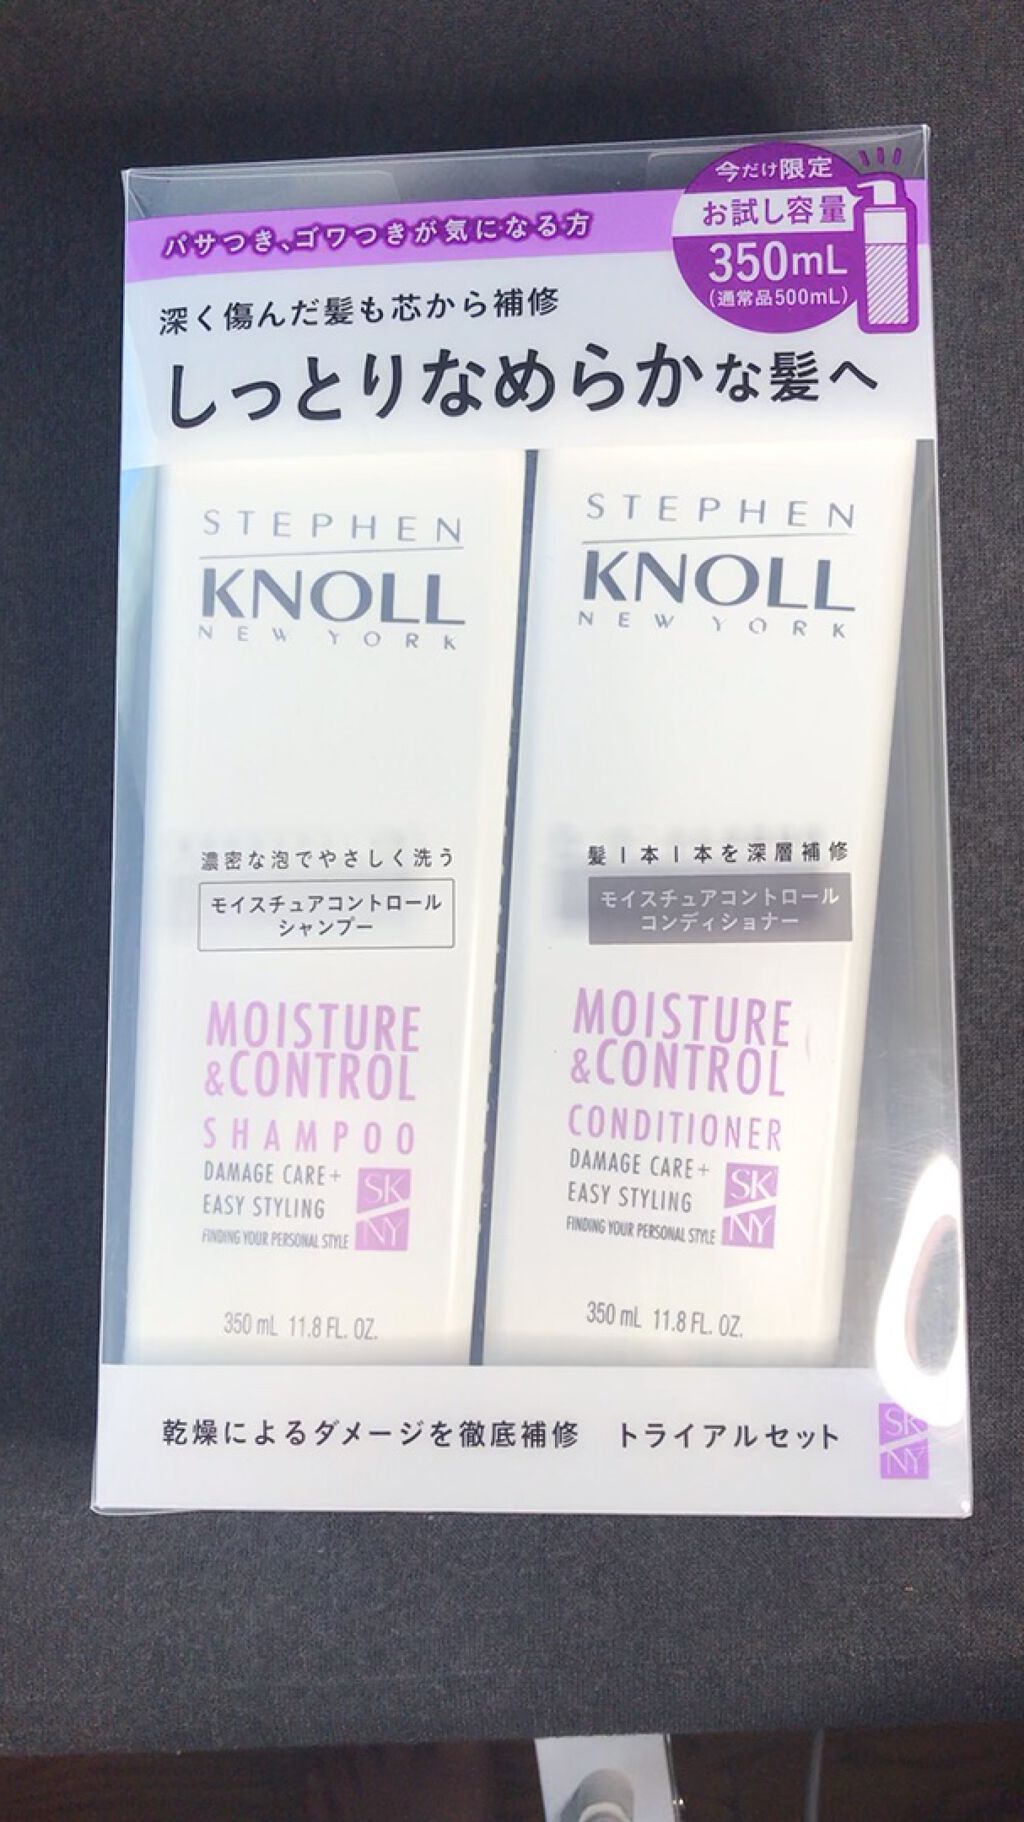 今だけ限定
お試し容量
350mL
(通常品500mL)
パサつき、ゴワつきが気になる方
深く傷んだ髪も芯から補修
しっとりなめらかな髪へ
STEPHEN
KNOLL
NEW YORK
濃密な泡でやさしく洗う
モイスチュアコントロール
シャンプー
MOISTURE
&CONTROL
SHAMPOO
DAMAGE CARE+
EASY STYLING
FINDING YOUR PERSONAL STYLE
SK
NY
350 mL 11.8 FL. OZ.
STEPHEN
KNOLL
NEW YORK
髪1本1本を深層補修
モイスチュアコントロール
コンディショナー
MOISTURE
&CONTROL
CONDITIONER
DAMAGE CARE+
EASY STYLING
FINDING YOUR PERSONAL STYLE
SK
NY
350 mL 11.8 FL. OZ.
乾燥によるダメージを徹底補修 トライアルセット
SK
NY